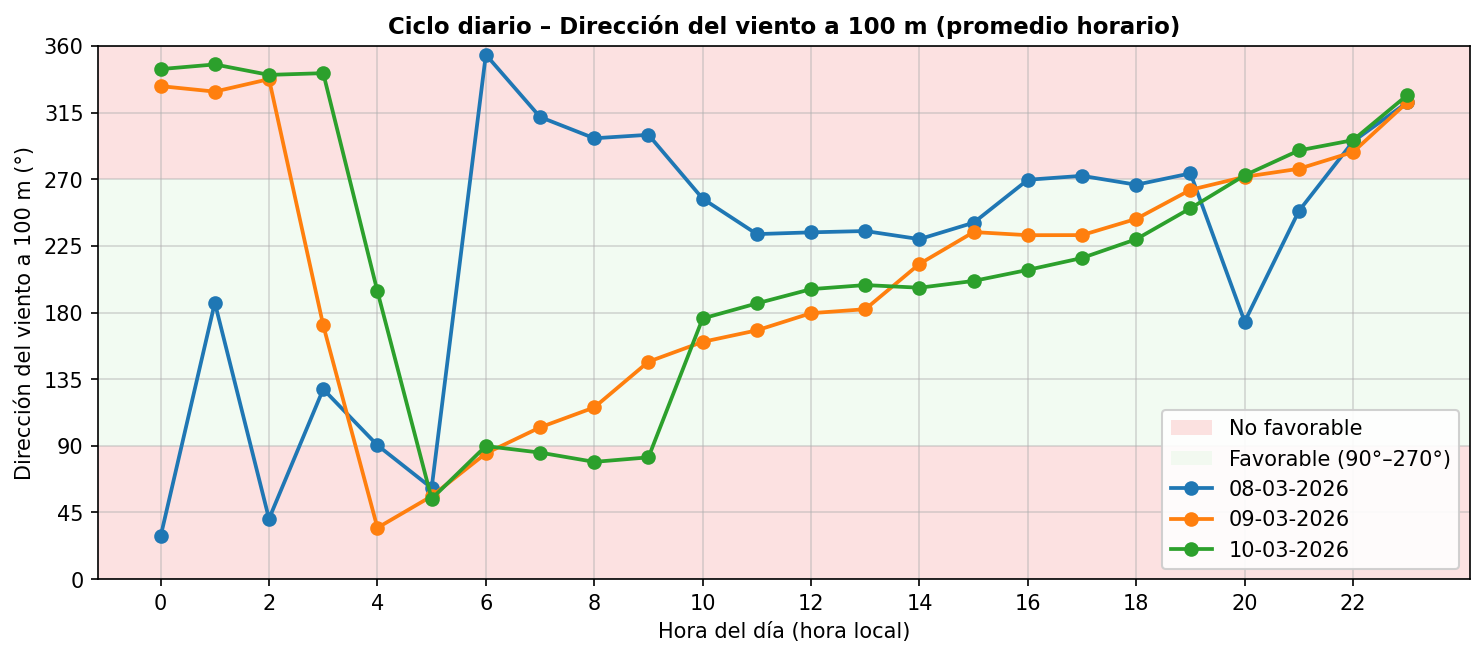 Ciclo diario – Dirección del viento a 100 m (promedio horario)
Dirección del viento a 100 m (°)
360
315
270
225
180
135
90
45
0
No favorable
Favorable (90°–270°)
08-03-2026
09-03-2026
10-03-2026
0 2 4 6 8 10 12 14 16 18 20 22
Hora del día (hora local)